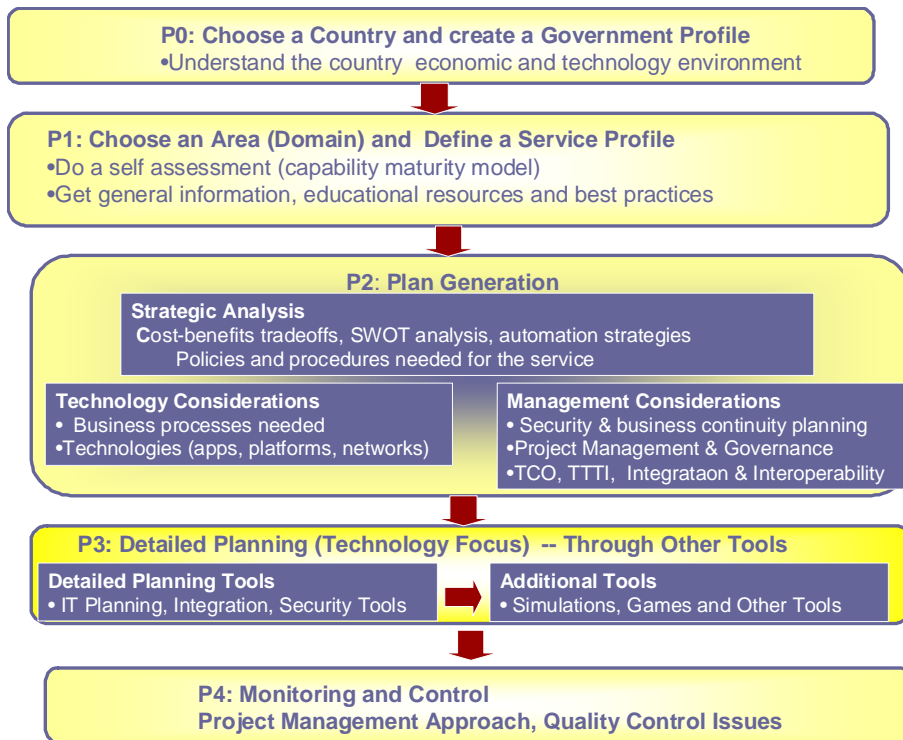 P0: Choose a Country and create a Government Profile
•Understand the country economic and technology environment
P1: Choose an Area (Domain) and Define a Service Profile
•Do a self assessment (capability maturity model)
•Get general information, educational resources and best practices
P2: Plan Generation
Strategic Analysis
Cost-benefits tradeoffs, SWOT analysis, automation strategies
Policies and procedures needed for the service
Technology Considerations
• Business processes needed
•Technologies (apps, platforms, networks)
Management Considerations
• Security & business continuity planning
•Project Management & Governance
•TCO, TTTI, Integrataon & Interoperability
P3: Detailed Planning (Technology Focus) -- Through Other Tools
Detailed Planning Tools
• IT Planning, Integration, Security Tools
Additional Tools
• Simulations, Games and Other Tools
P4: Monitoring and Control
Project Management Approach, Quality Control Issues